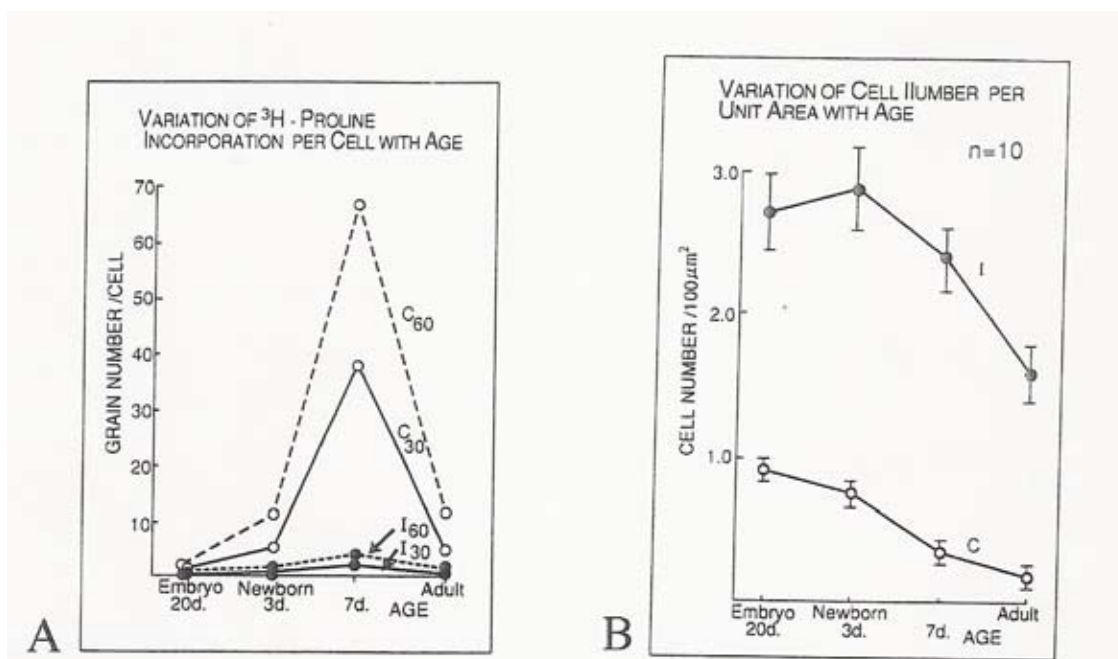 VARIATION OF ³H - PROLINE
INCORPORATION PER CELL WITH AGE
GRAIN NUMBER /CELL
70
60
50
40
30
20
10
C60
C30
I60
I30
Embryo
20d.
Newborn
3d.
7d.
Adult
AGE
A
VARIATION OF CELL IIUMBER PER
UNIT AREA WITH AGE
n=10
CELL NUMBER /100µm²
3.0
2.0
1.0
I
C
Embryo
20d.
Newborn
3d.
7d.
Adult
AGE
B